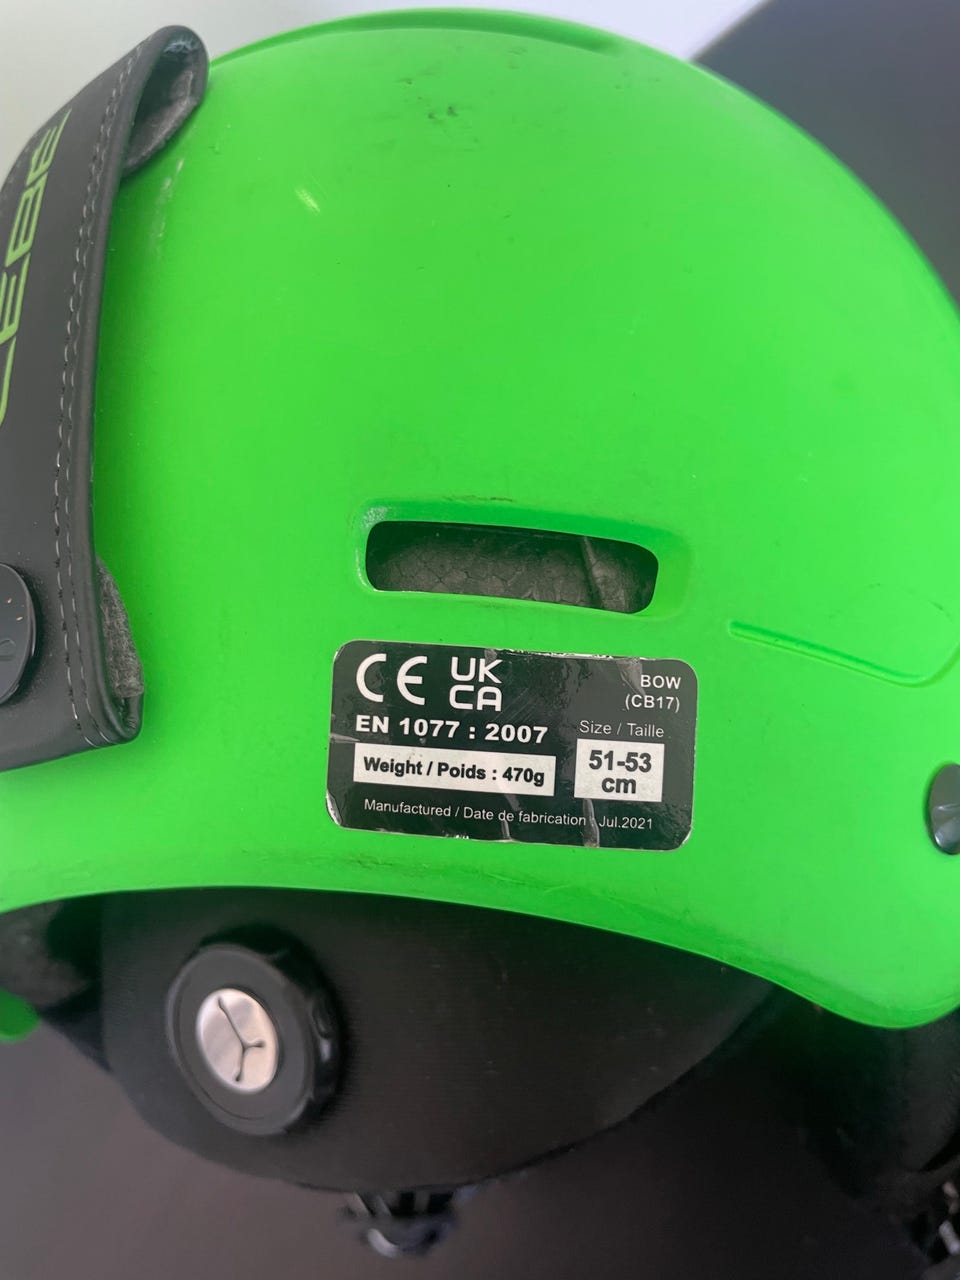 CEBE
CE UK
CA
BOW
(CB17)
EN 1077 : 2007
Size / Taille
Weight / Poids : 470g
51-53
cm
Manufactured / Date de fabrication : Jul.2021